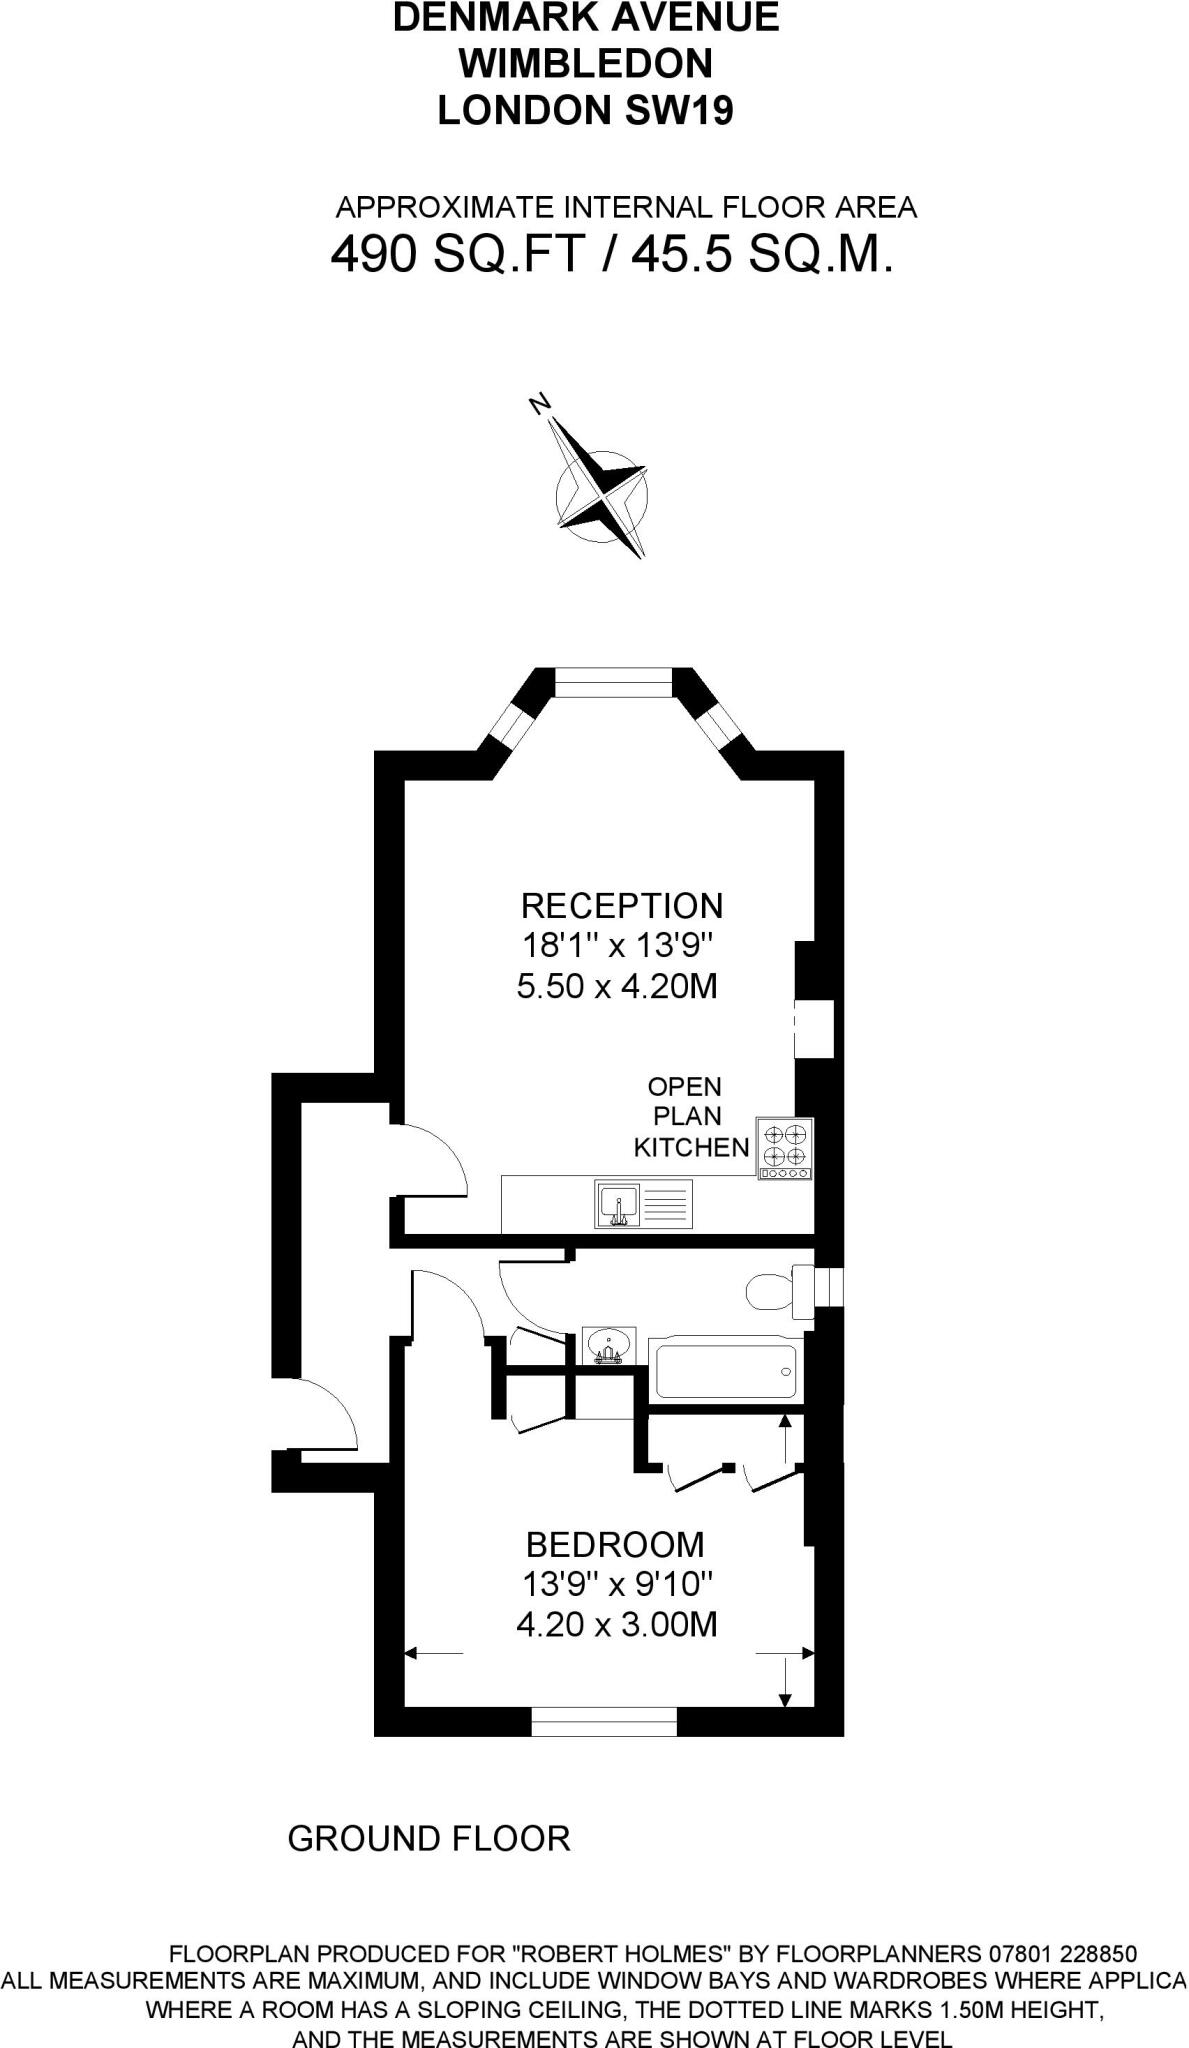 DENMARK AVENUE
WIMBLEDON
LONDON SW19
APPROXIMATE INTERNAL FLOOR AREA
490 SQ.FT / 45.5 SQ.M.
N
RECEPTION
18'1" x 13'9"
5.50 x 4.20M
OPEN
PLAN
KITCHEN
BEDROOM
13'9" x 9'10"
4.20 x 3.00M
GROUND FLOOR
FLOORPLAN PRODUCED FOR "ROBERT HOLMES" BY FLOORPLANNERS 07801 228850
ALL MEASUREMENTS ARE MAXIMUM, AND INCLUDE WINDOW BAYS AND WARDROBES WHERE APPLICA
WHERE A ROOM HAS A SLOPING CEILING, THE DOTTED LINE MARKS 1.50M HEIGHT,
AND THE MEASUREMENTS ARE SHOWN AT FLOOR LEVEL